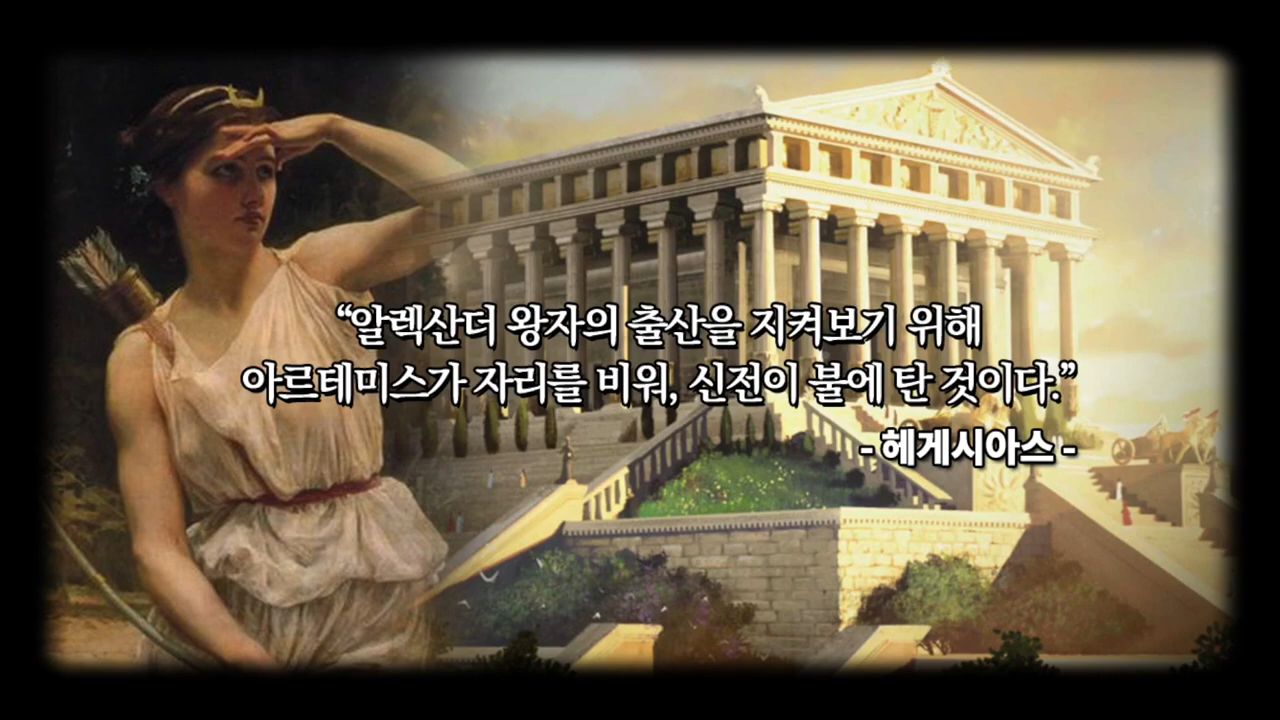 “알렉산더 왕자의 출산을 지켜보기 위해
아르테미스가 자리를 비워, 신전이 불에 탄 것이다.”
- 헤게시아스 -